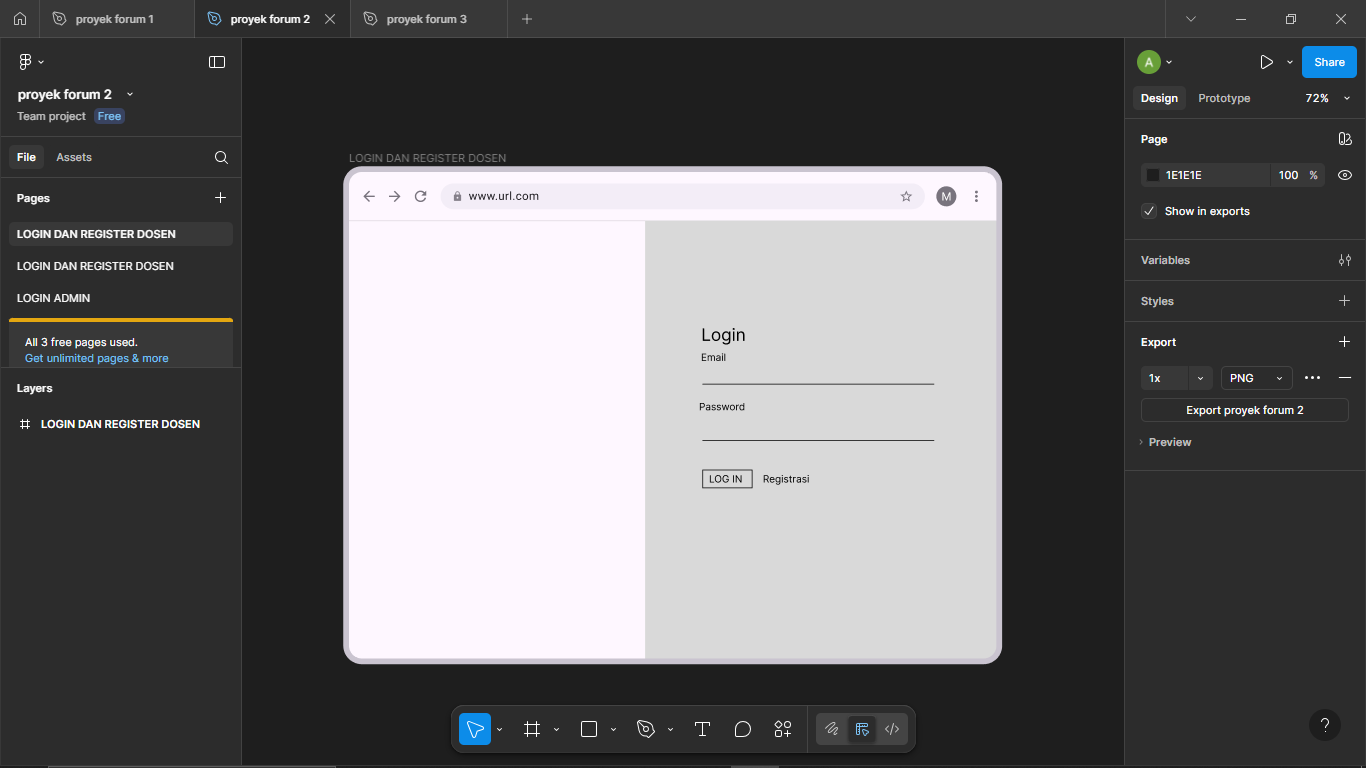 proyek forum 1
proyek forum 2
proyek forum 3
proyek forum 2
Team project Free
File Assets
Pages
LOGIN DAN REGISTER DOSEN
LOGIN DAN REGISTER DOSEN
LOGIN ADMIN
All 3 free pages used.
Get unlimited pages & more
Layers
LOGIN DAN REGISTER DOSEN
LOGIN DAN REGISTER DOSEN
www.url.com
M
Login
Email
Password
LOG IN Registrasi
A
Share
Design Prototype 72%
Page
1E1E1E 100 %
Show in exports
Variables
Styles
Export
1x PNG
Export proyek forum 2
Preview
?